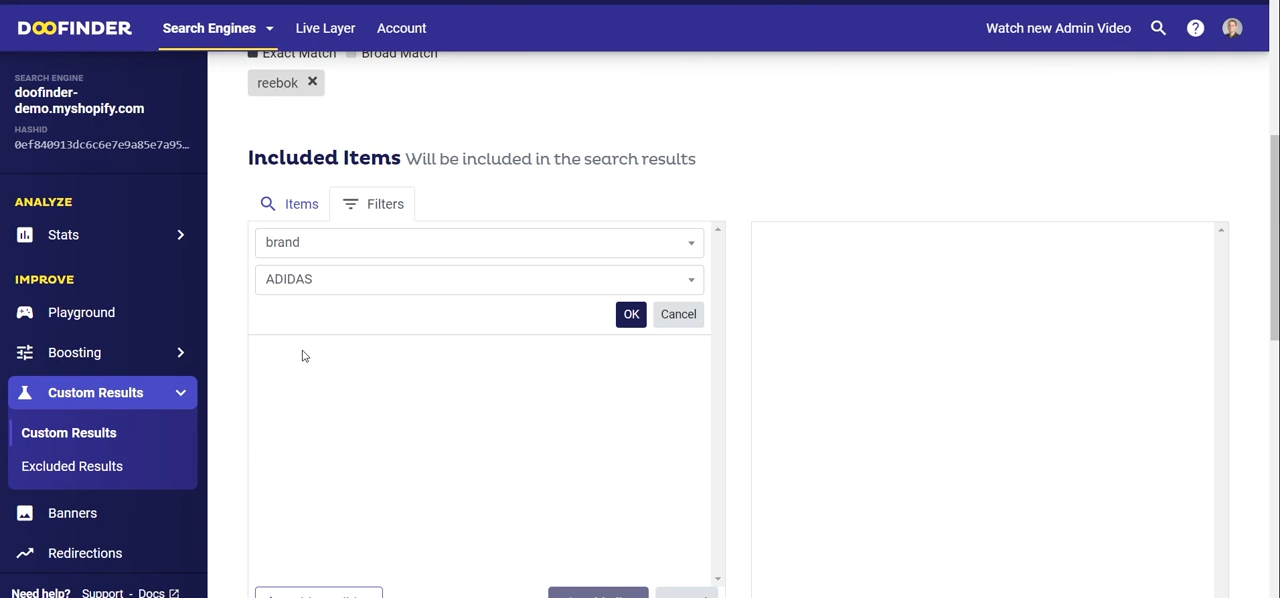 DOOFINDER
Search Engines
Live Layer
Account
Watch new Admin Video
SEARCH ENGINE
doofinder-
demo.myshopify.com
HASHID
0ef840913dc6c6e7e9a85e7a95…
ANALYZE
Stats
IMPROVE
Playground
Boosting
Custom Results
Custom Results
Excluded Results
Banners
Redirections
Need help? Support - Docs
Exact Match Broad Match
reebok
Included Items Will be included in the search results
Items
Filters
brand
ADIDAS
OK
Cancel